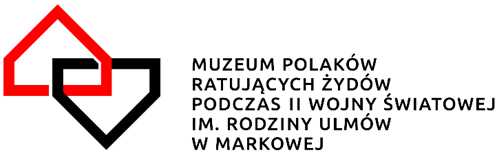 MUZEUM POLAKÓW
RATUJĄCYCH ŻYDÓW
PODCZAS II WOJNY ŚWIATOWEJ
IM. RODZINY ULMÓW
W MARKOWEJ